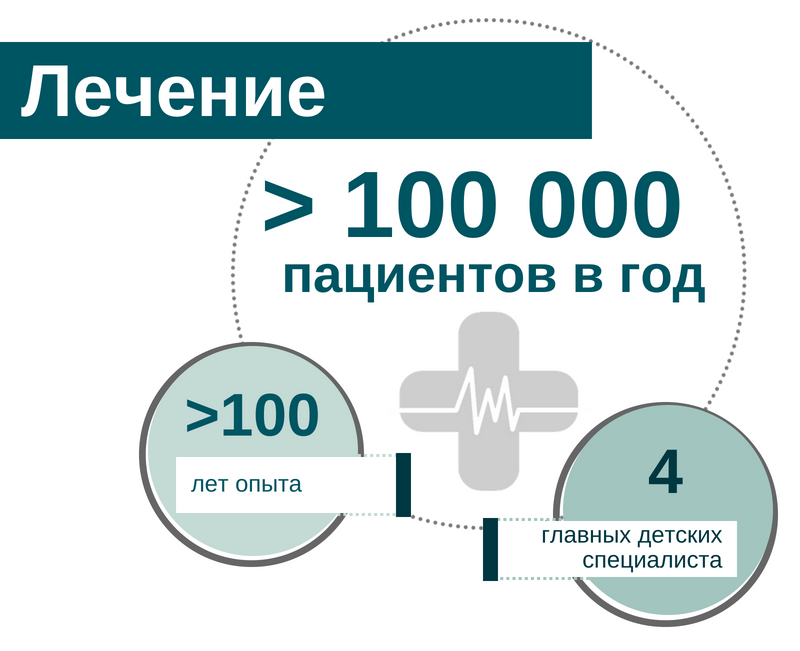 Лечение
> 100 000
пациентов в год
>100
лет опыта
4
главных детских
специалиста